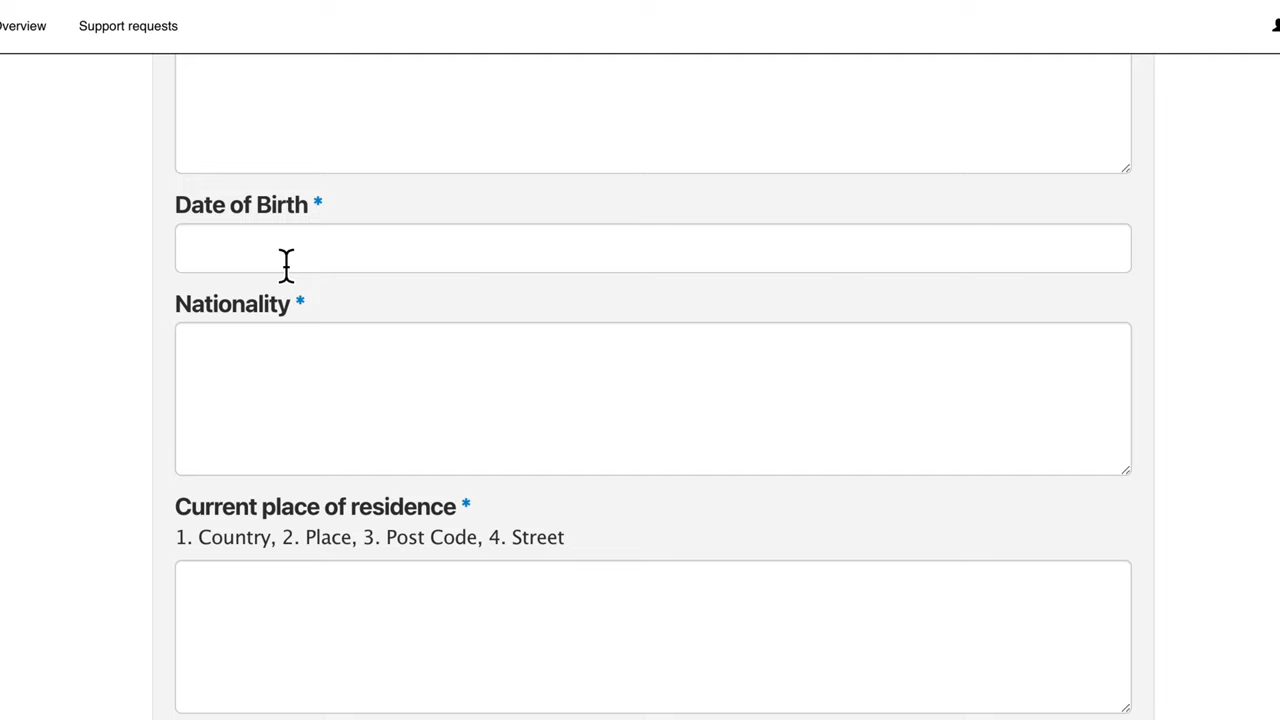 Overview
Support requests
Date of Birth *
Nationality *
Current place of residence *
1. Country, 2. Place, 3. Post Code, 4. Street